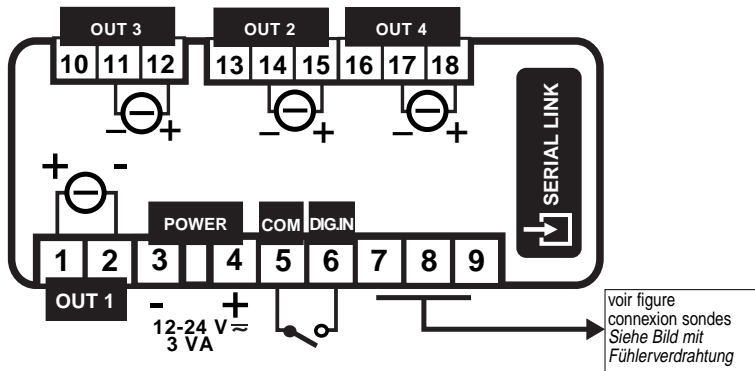 OUT 3 OUT 2 OUT 4
10 11 12 13 14 15 16 17 18
− + − + − +
SERIAL LINK
+ -
POWER COM DIG.IN
1 2 3 4 5 6 7 8 9
OUT 1
- +
12-24 V ⎓
3 VA
voir figure
connexion sondes
Siehe Bild mit
Fühlerverdrahtung